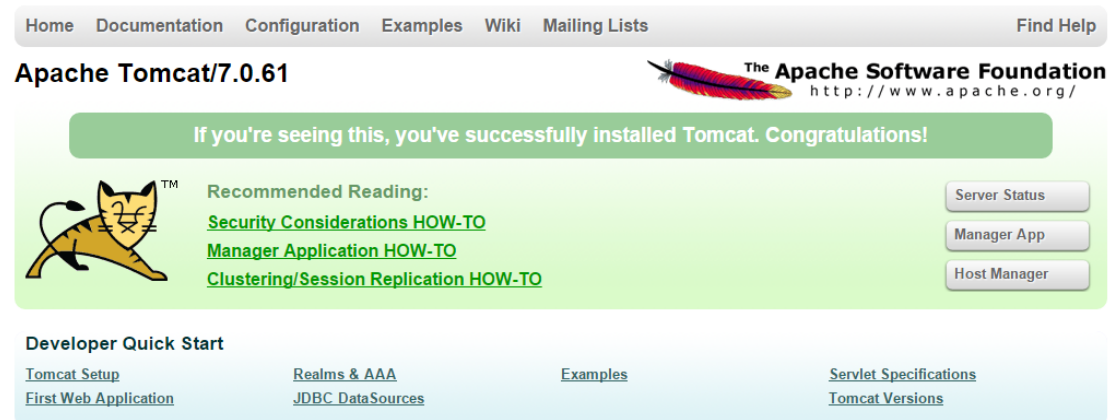 Home Documentation Configuration Examples Wiki Mailing Lists Find Help
Apache Tomcat/7.0.61
The Apache Software Foundation
http://www.apache.org/
If you're seeing this, you've successfully installed Tomcat. Congratulations!
TM
Recommended Reading:
Security Considerations HOW-TO
Manager Application HOW-TO
Clustering/Session Replication HOW-TO
Server Status
Manager App
Host Manager
Developer Quick Start
Tomcat Setup Realms & AAA Examples Servlet Specifications
First Web Application JDBC DataSources Tomcat Versions